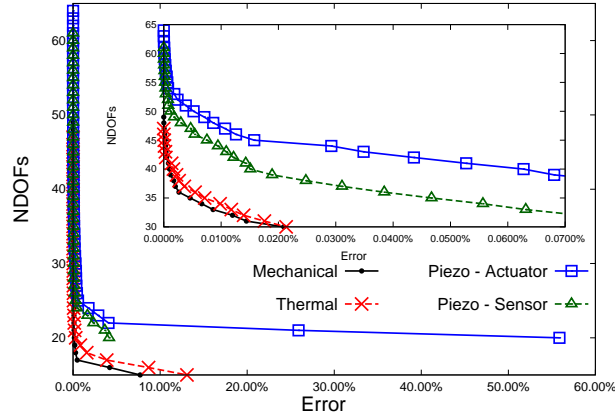 65
60
55
50
45
40
35
30
0.0000% 0.0100% 0.0200% 0.0300% 0.0400% 0.0500% 0.0600% 0.0700%
NDOFs
Error
60
50
40
30
20
0.00% 10.00% 20.00% 30.00% 40.00% 50.00% 60.00%
NDOFs
Error
Mechanical
Thermal
Piezo - Actuator
Piezo - Sensor